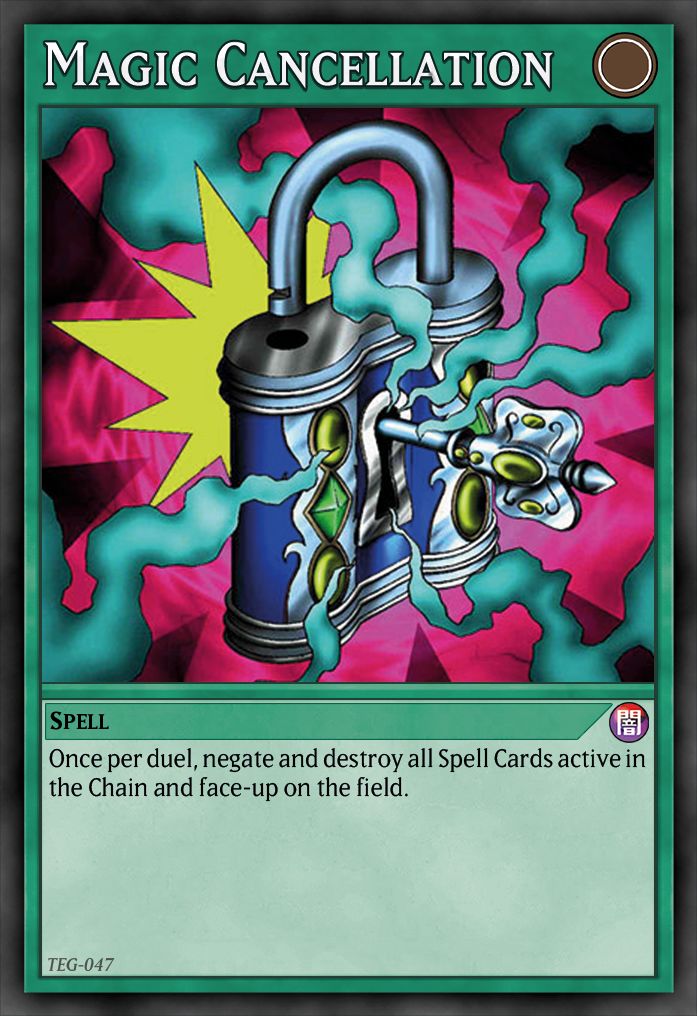 Magic Cancellation
Spell
闇
Once per duel, negate and destroy all Spell Cards active in
the Chain and face-up on the field.
TEG-047